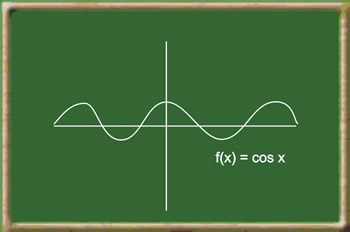 f(x) = cos x